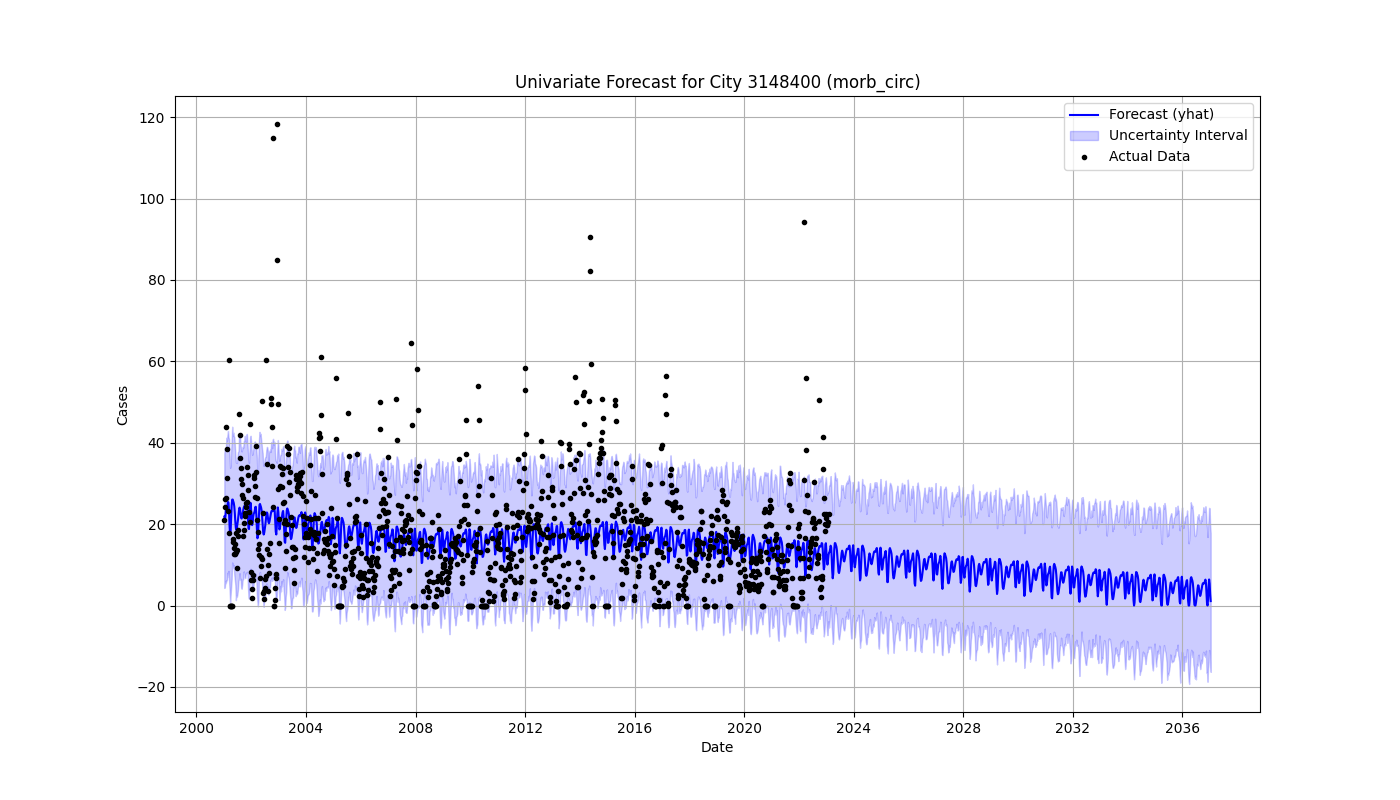 Univariate Forecast for City 3148400 (morb_circ)
Forecast (yhat)
Uncertainty Interval
Actual Data
120
100
80
60
40
20
0
−20
Cases
2000 2004 2008 2012 2016 2020 2024 2028 2032 2036
Date